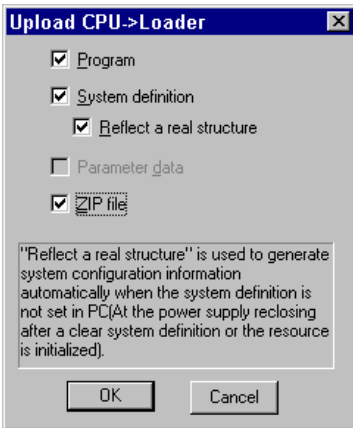 Upload CPU->Loader
Program
System definition
Reflect a real structure
Parameter data
ZIP file
"Reflect a real structure" is used to generate
system configuration information
automatically when the system definition is
not set in PC(At the power supply reclosing
after a clear system definition or the resource
is initialized).
OK Cancel